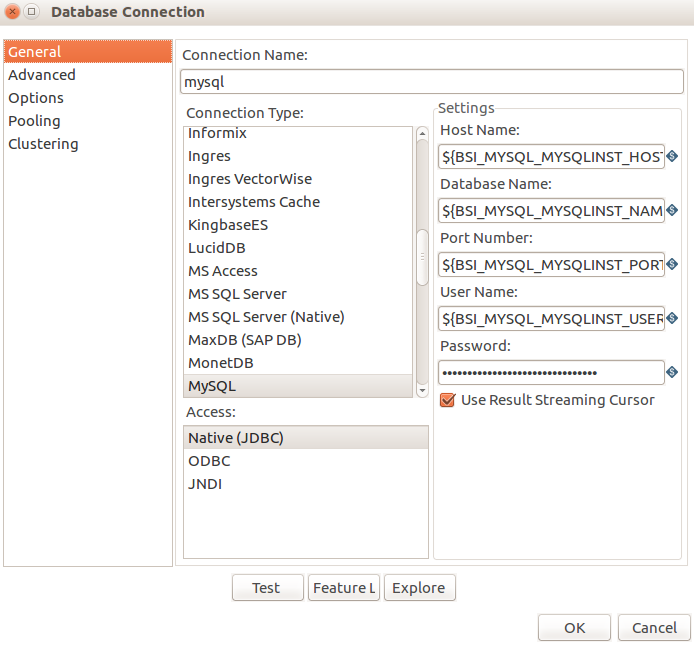 Database Connection
General
Advanced
Options
Pooling
Clustering
Connection Name:
mysql
Connection Type:
Informix
Ingres
Ingres VectorWise
Intersystems Cache
KingbaseES
LucidDB
MS Access
MS SQL Server
MS SQL Server (Native)
MaxDB (SAP DB)
MonetDB
MySQL
Access:
Native (JDBC)
ODBC
JNDI
Settings
Host Name:
${BSI_MYSQL_MYSQLINST_HOST
Database Name:
${BSI_MYSQL_MYSQLINST_NAM
Port Number:
${BSI_MYSQL_MYSQLINST_PORT
User Name:
${BSI_MYSQL_MYSQLINST_USER
Password:
•••••••••••••••••••••••••••••••
Use Result Streaming Cursor
Test
Feature L
Explore
OK
Cancel